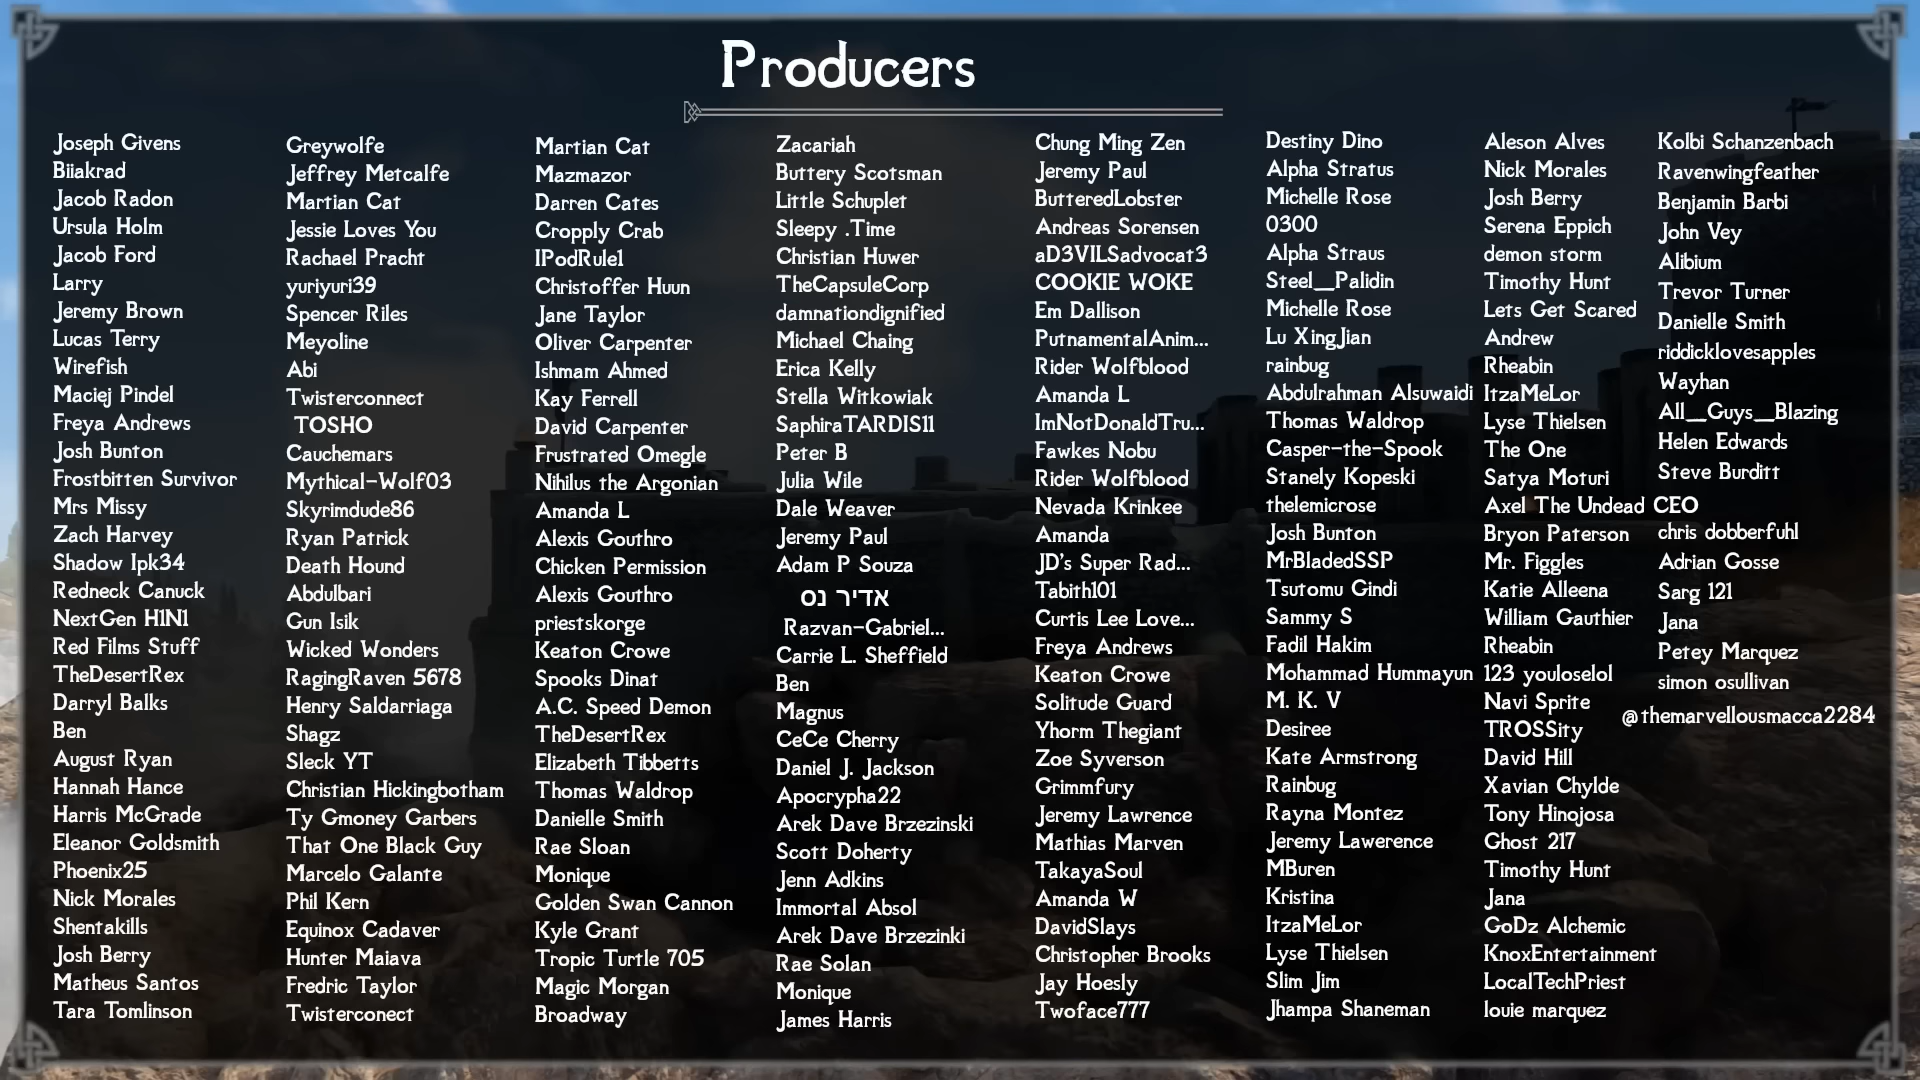 Producers
Joseph Givens
Biiakrad
Jacob Radon
Ursula Holm
Jacob Ford
Larry
Jeremy Brown
Lucas Terry
Wirefish
Maciej Pindel
Freya Andrews
Josh Bunton
Frostbitten Survivor
Mrs Missy
Zach Harvey
Shadow Ipk34
Redneck Canuck
NextGen H1N1
Red Films Stuff
TheDesertRex
Darryl Balks
Ben
August Ryan
Hannah Hance
Harris McGrade
Eleanor Goldsmith
Phoenix25
Nick Morales
Shentakills
Josh Berry
Matheus Santos
Tara Tomlinson
Greywolfe
Jeffrey Metcalfe
Martian Cat
Jessie Loves You
Rachael Pracht
yuriyuri39
Spencer Riles
Meyoline
Abi
Twisterconnect
TOSHO
Cauchemars
Mythical-Wolf03
Skyrimdude86
Ryan Patrick
Death Hound
Abdulbari
Gun Isik
Wicked Wonders
RagingRaven 5678
Henry Saldarriaga
Shagz
Sleck YT
Christian Hickingbotham
Ty Gmoney Garbers
That One Black Guy
Marcelo Galante
Phil Kern
Equinox Cadaver
Hunter Maiava
Fredric Taylor
Twisterconect
Martian Cat
Mazmazor
Darren Cates
Cropply Crab
IPodRule1
Christoffer Huun
Jane Taylor
Oliver Carpenter
Ishmam Ahmed
Kay Ferrell
David Carpenter
Frustrated Omegle
Nihilus the Argonian
Amanda L
Alexis Gouthro
Chicken Permission
Alexis Gouthro
priestskorge
Keaton Crowe
Spooks Dinat
A.C. Speed Demon
TheDesertRex
Elizabeth Tibbetts
Thomas Waldrop
Danielle Smith
Rae Sloan
Monique
Golden Swan Cannon
Kyle Grant
Tropic Turtle 705
Magic Morgan
Broadway
Zacariah
Buttery Scotsman
Little Schuplet
Sleepy .Time
Christian Huwer
TheCapsuleCorp
damnationdignified
Michael Chaing
Erica Kelly
Stella Witkowiak
SaphiraTARDIS11
Peter B
Julia Wile
Dale Weaver
Jeremy Paul
Adam P Souza
אדיר נס
Razvan-Gabriel...
Carrie L. Sheffield
Ben
Magnus
CeCe Cherry
Daniel J. Jackson
Apocrypha22
Arek Dave Brzezinski
Scott Doherty
Jenn Adkins
Immortal Absol
Arek Dave Brzezinki
Rae Solan
Monique
James Harris
Chung Ming Zen
Jeremy Paul
ButteredLobster
Andreas Sorensen
aD3VILSadvocat3
COOKIE WOKE
Em Dallison
PutnamentalAnim...
Rider Wolfblood
Amanda L
ImNotDonaldTru...
Fawkes Nobu
Rider Wolfblood
Nevada Krinkee
Amanda
JD's Super Rad...
Tabith101
Curtis Lee Love...
Freya Andrews
Keaton Crowe
Solitude Guard
Yhorm Thegiant
Zoe Syverson
Grimmfury
Jeremy Lawrence
Mathias Marven
TakayaSoul
Amanda W
DavidSlays
Christopher Brooks
Jay Hoesly
Twoface777
Destiny Dino
Alpha Stratus
Michelle Rose
0300
Alpha Straus
Steel__Palidin
Michelle Rose
Lu XingJian
rainbug
Abdulrahman Alsuwaidi
Thomas Waldrop
Casper-the-Spook
Stanely Kopeski
thelemicrose
Josh Bunton
MrBladedSSP
Tsutomu Gindi
Sammy S
Fadil Hakim
Mohammad Hummayun
M. K. V
Desiree
Kate Armstrong
Rainbug
Rayna Montez
Jeremy Lawerence
MBuren
Kristina
ItzaMeLor
Lyse Thielsen
Slim Jim
Jhampa Shaneman
Aleson Alves
Nick Morales
Josh Berry
Serena Eppich
demon storm
Timothy Hunt
Lets Get Scared
Andrew
Rheabin
ItzaMeLor
Lyse Thielsen
The One
Satya Moturi
Axel The Undead CEO
Bryon Paterson
Mr. Figgles
Katie Alleena
William Gauthier
Rheabin
123 youloselol
Navi Sprite
TROSSity
David Hill
Xavian Chylde
Tony Hinojosa
Ghost 217
Timothy Hunt
Jana
GoDz Alchemic
KnoxEntertainment
LocalTechPriest
louie marquez
Kolbi Schanzenbach
Ravenwingfeather
Benjamin Barbi
John Vey
Alibium
Trevor Turner
Danielle Smith
riddicklovesapples
Wayhan
All__Guys__Blazing
Helen Edwards
Steve Burditt
chris dobberfuhl
Adrian Gosse
Sarg 121
Jana
Petey Marquez
simon osullivan
@themarvellousmacca2284